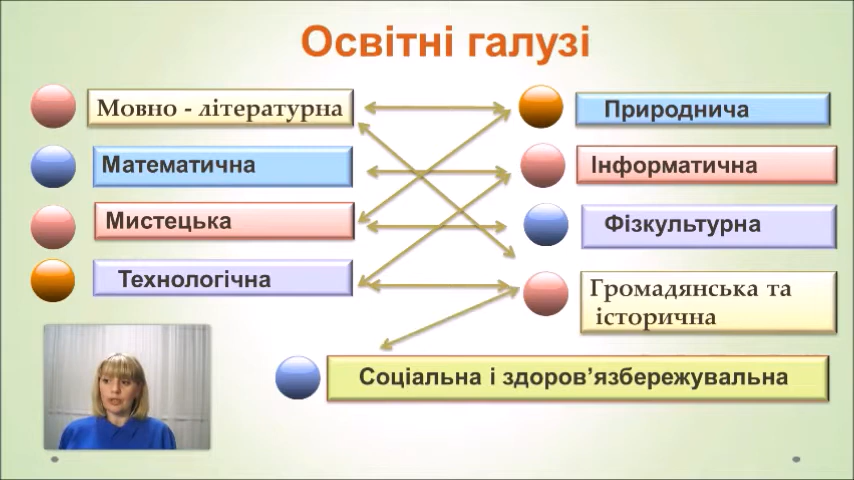 Освітні галузі
Мовно - літературна
Математична
Мистецька
Технологічна
Природнича
Інформатична
Фізкультурна
Громадянська та
історична
Соціальна і здоров’язбережувальна